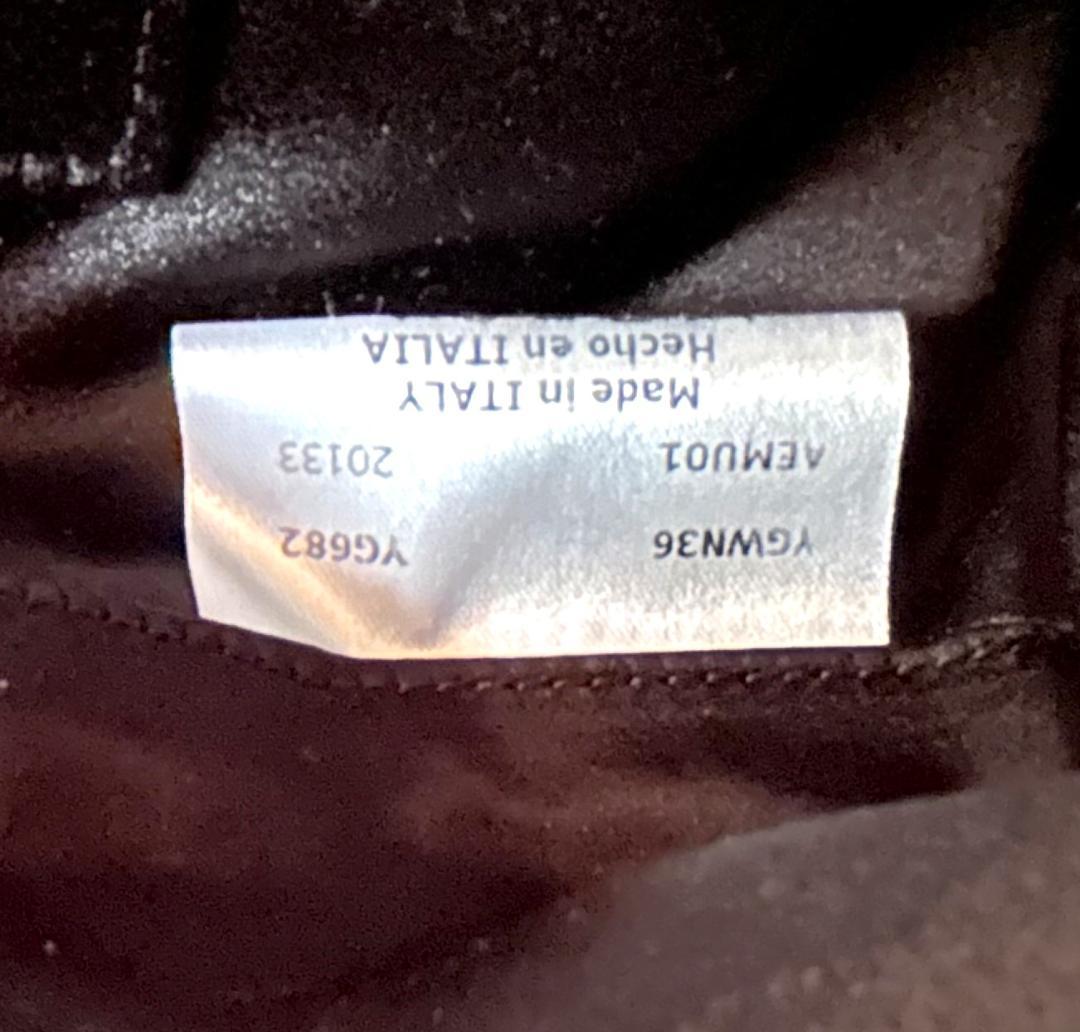 YGWN36 YG682
AEMU01 20133
Made in ITALY
Hecho en ITALIA